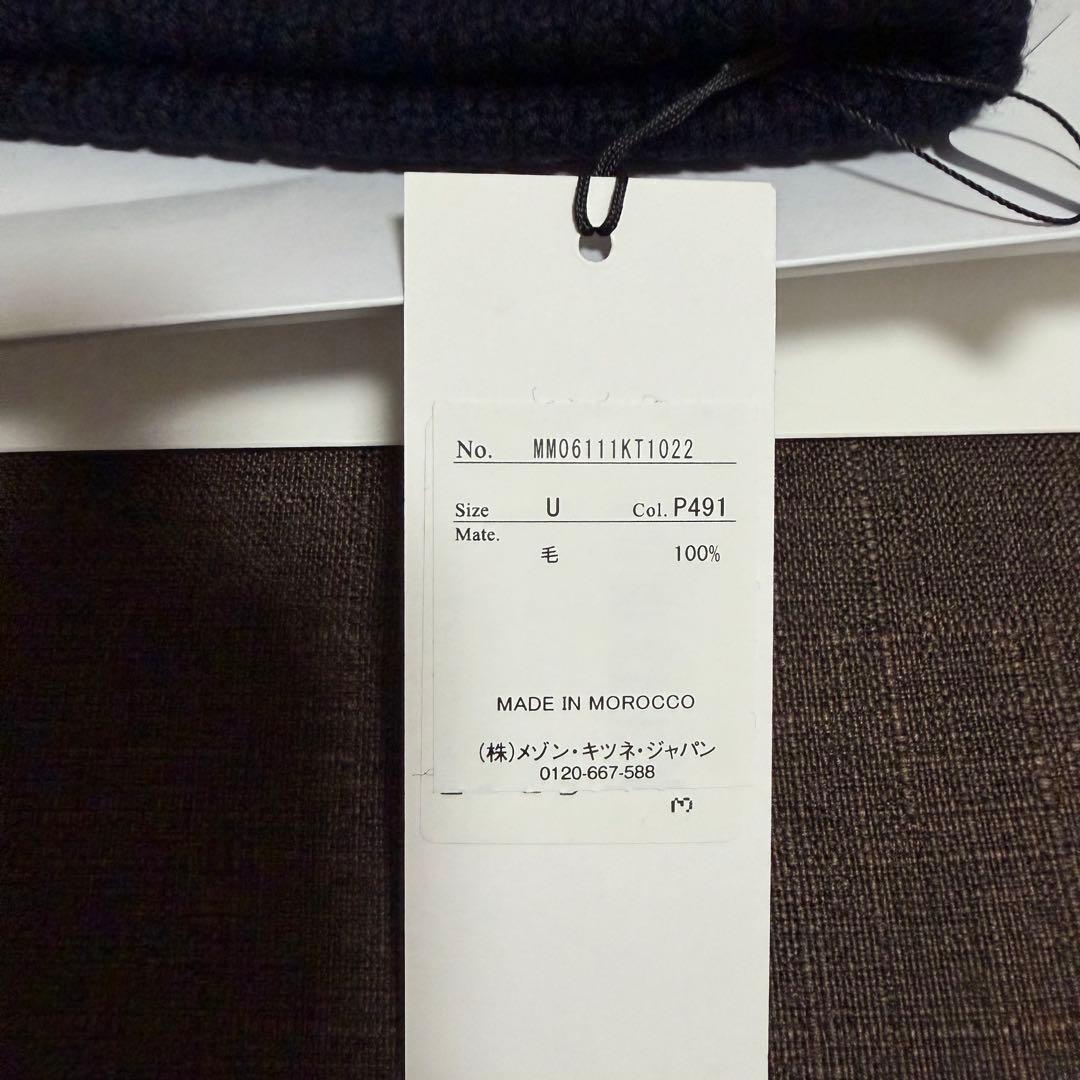 No. MM06111KT1022
Size U Col. P491
Mate.
毛 100%
MADE IN MOROCCO
(株)メゾン・キツネ・ジャパン
0120-667-588